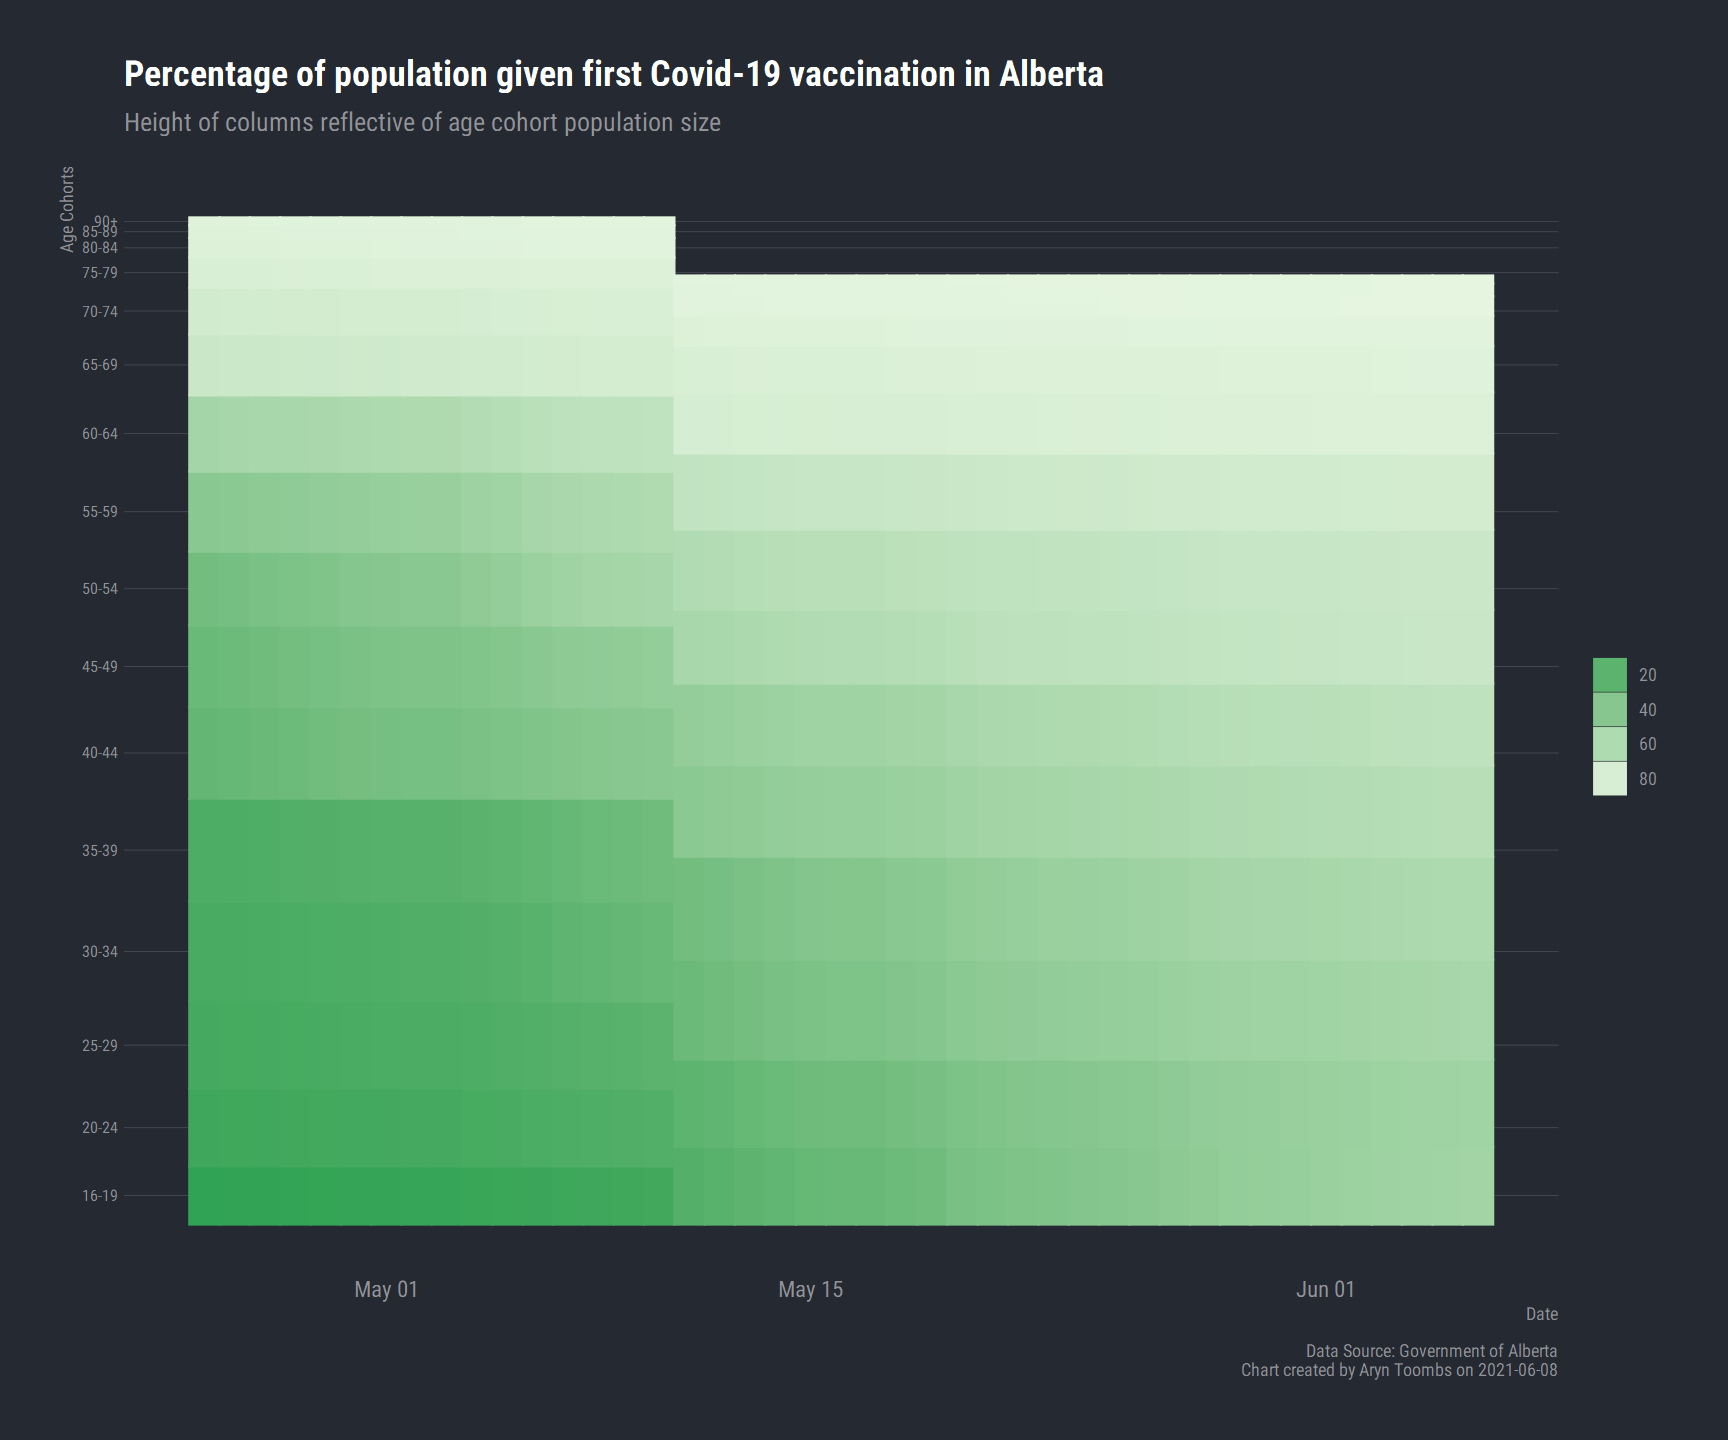 Percentage of population given first Covid-19 vaccination in Alberta
Height of columns reflective of age cohort population size
Age Cohorts
90+
85-89
80-84
75-79
70-74
65-69
60-64
55-59
50-54
45-49
40-44
35-39
30-34
25-29
20-24
16-19
20
40
60
80
May 01
May 15
Jun 01
Date
Data Source: Government of Alberta
Chart created by Aryn Toombs on 2021-06-08